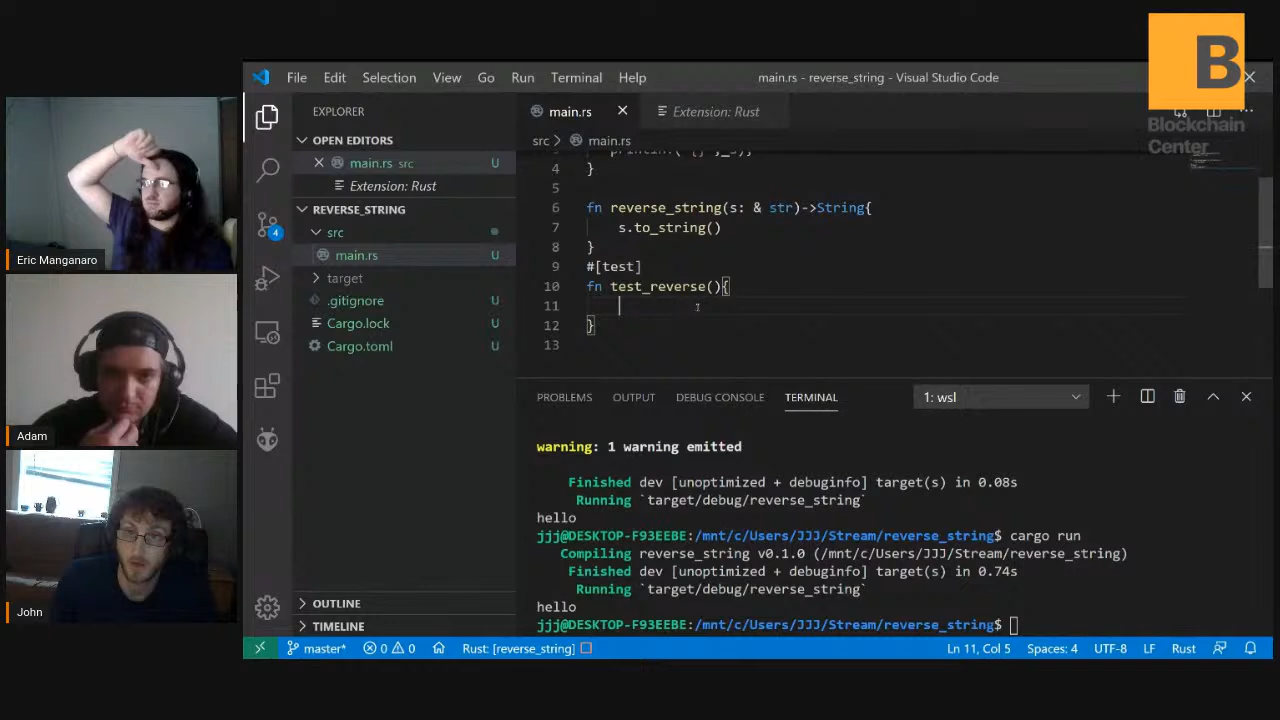 File Edit Selection View Go Run Terminal Help
main.rs - reverse_string - Visual Studio Code
B
Blockchain
Center
EXPLORER
OPEN EDITORS
main.rs src U
Extension: Rust
REVERSE_STRING
src
main.rs U
target
.gitignore U
Cargo.lock U
Cargo.toml U
OUTLINE
TIMELINE
4
main.rs
Extension: Rust
src > main.rs
4 }
5
6 fn reverse_string(s: & str)->String{
7 s.to_string()
8 }
9 #[test]
10 fn test_reverse(){
11
12 }
13
PROBLEMS OUTPUT DEBUG CONSOLE TERMINAL
1: wsl
warning: 1 warning emitted
Finished dev [unoptimized + debuginfo] target(s) in 0.08s
Running `target/debug/reverse_string`
hello
jjj@DESKTOP-F93EEBE:/mnt/c/Users/JJJ/Stream/reverse_string$ cargo run
Compiling reverse_string v0.1.0 (/mnt/c/Users/JJJ/Stream/reverse_string)
Finished dev [unoptimized + debuginfo] target(s) in 0.74s
Running `target/debug/reverse_string`
hello
jjj@DESKTOP-F93EEBE:/mnt/c/Users/JJJ/Stream/reverse_string$
master* 0 0 Rust: [reverse_string]
Ln 11, Col 5 Spaces: 4 UTF-8 LF Rust
Eric Manganaro
Adam
John